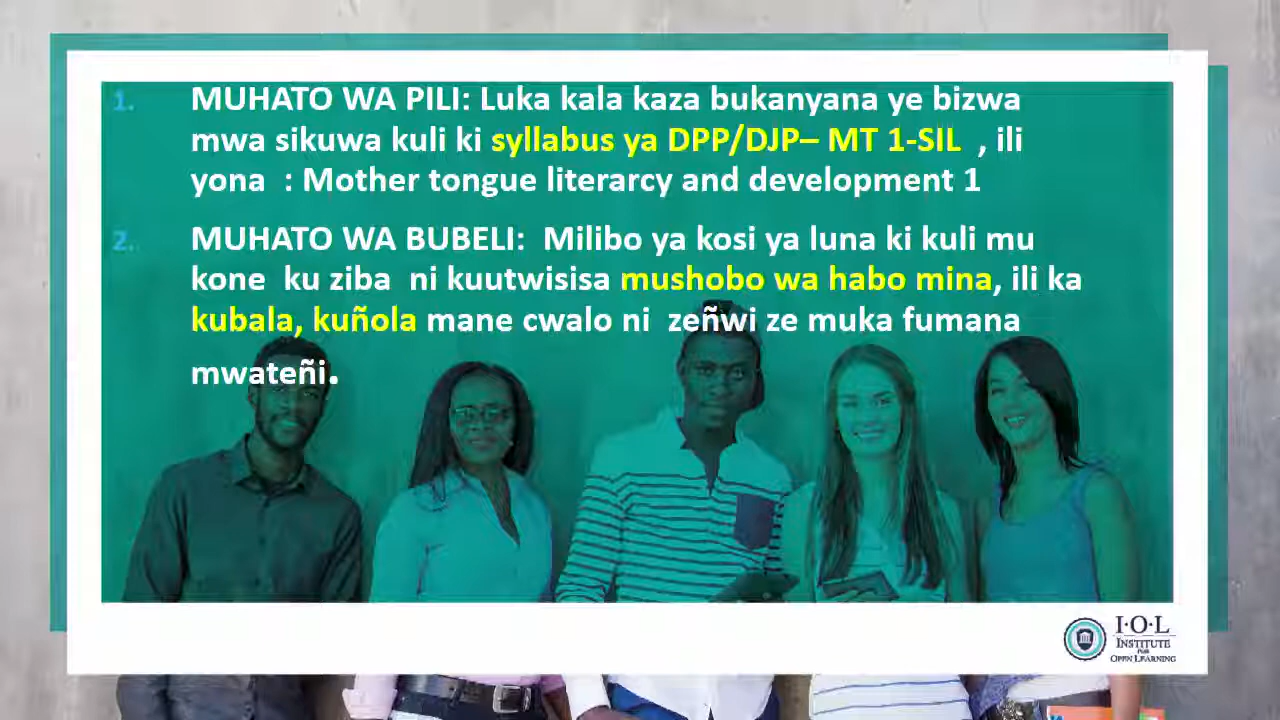 1. MUHATO WA PILI: Luka kala kaza bukanyana ye bizwa
mwa sikuwa kuli ki syllabus ya DPP/DJP– MT 1-SIL , ili
yona : Mother tongue literarcy and development 1
2. MUHATO WA BUBELI: Milibo ya kosi ya luna ki kuli mu
kone ku ziba ni kuutwisisa mushobo wa habo mina, ili ka
kubala, kuñola mane cwalo ni zeñwi ze muka fumana
mwateñi.
I·O·L
INSTITUTE
FOR
OPEN LEARNING